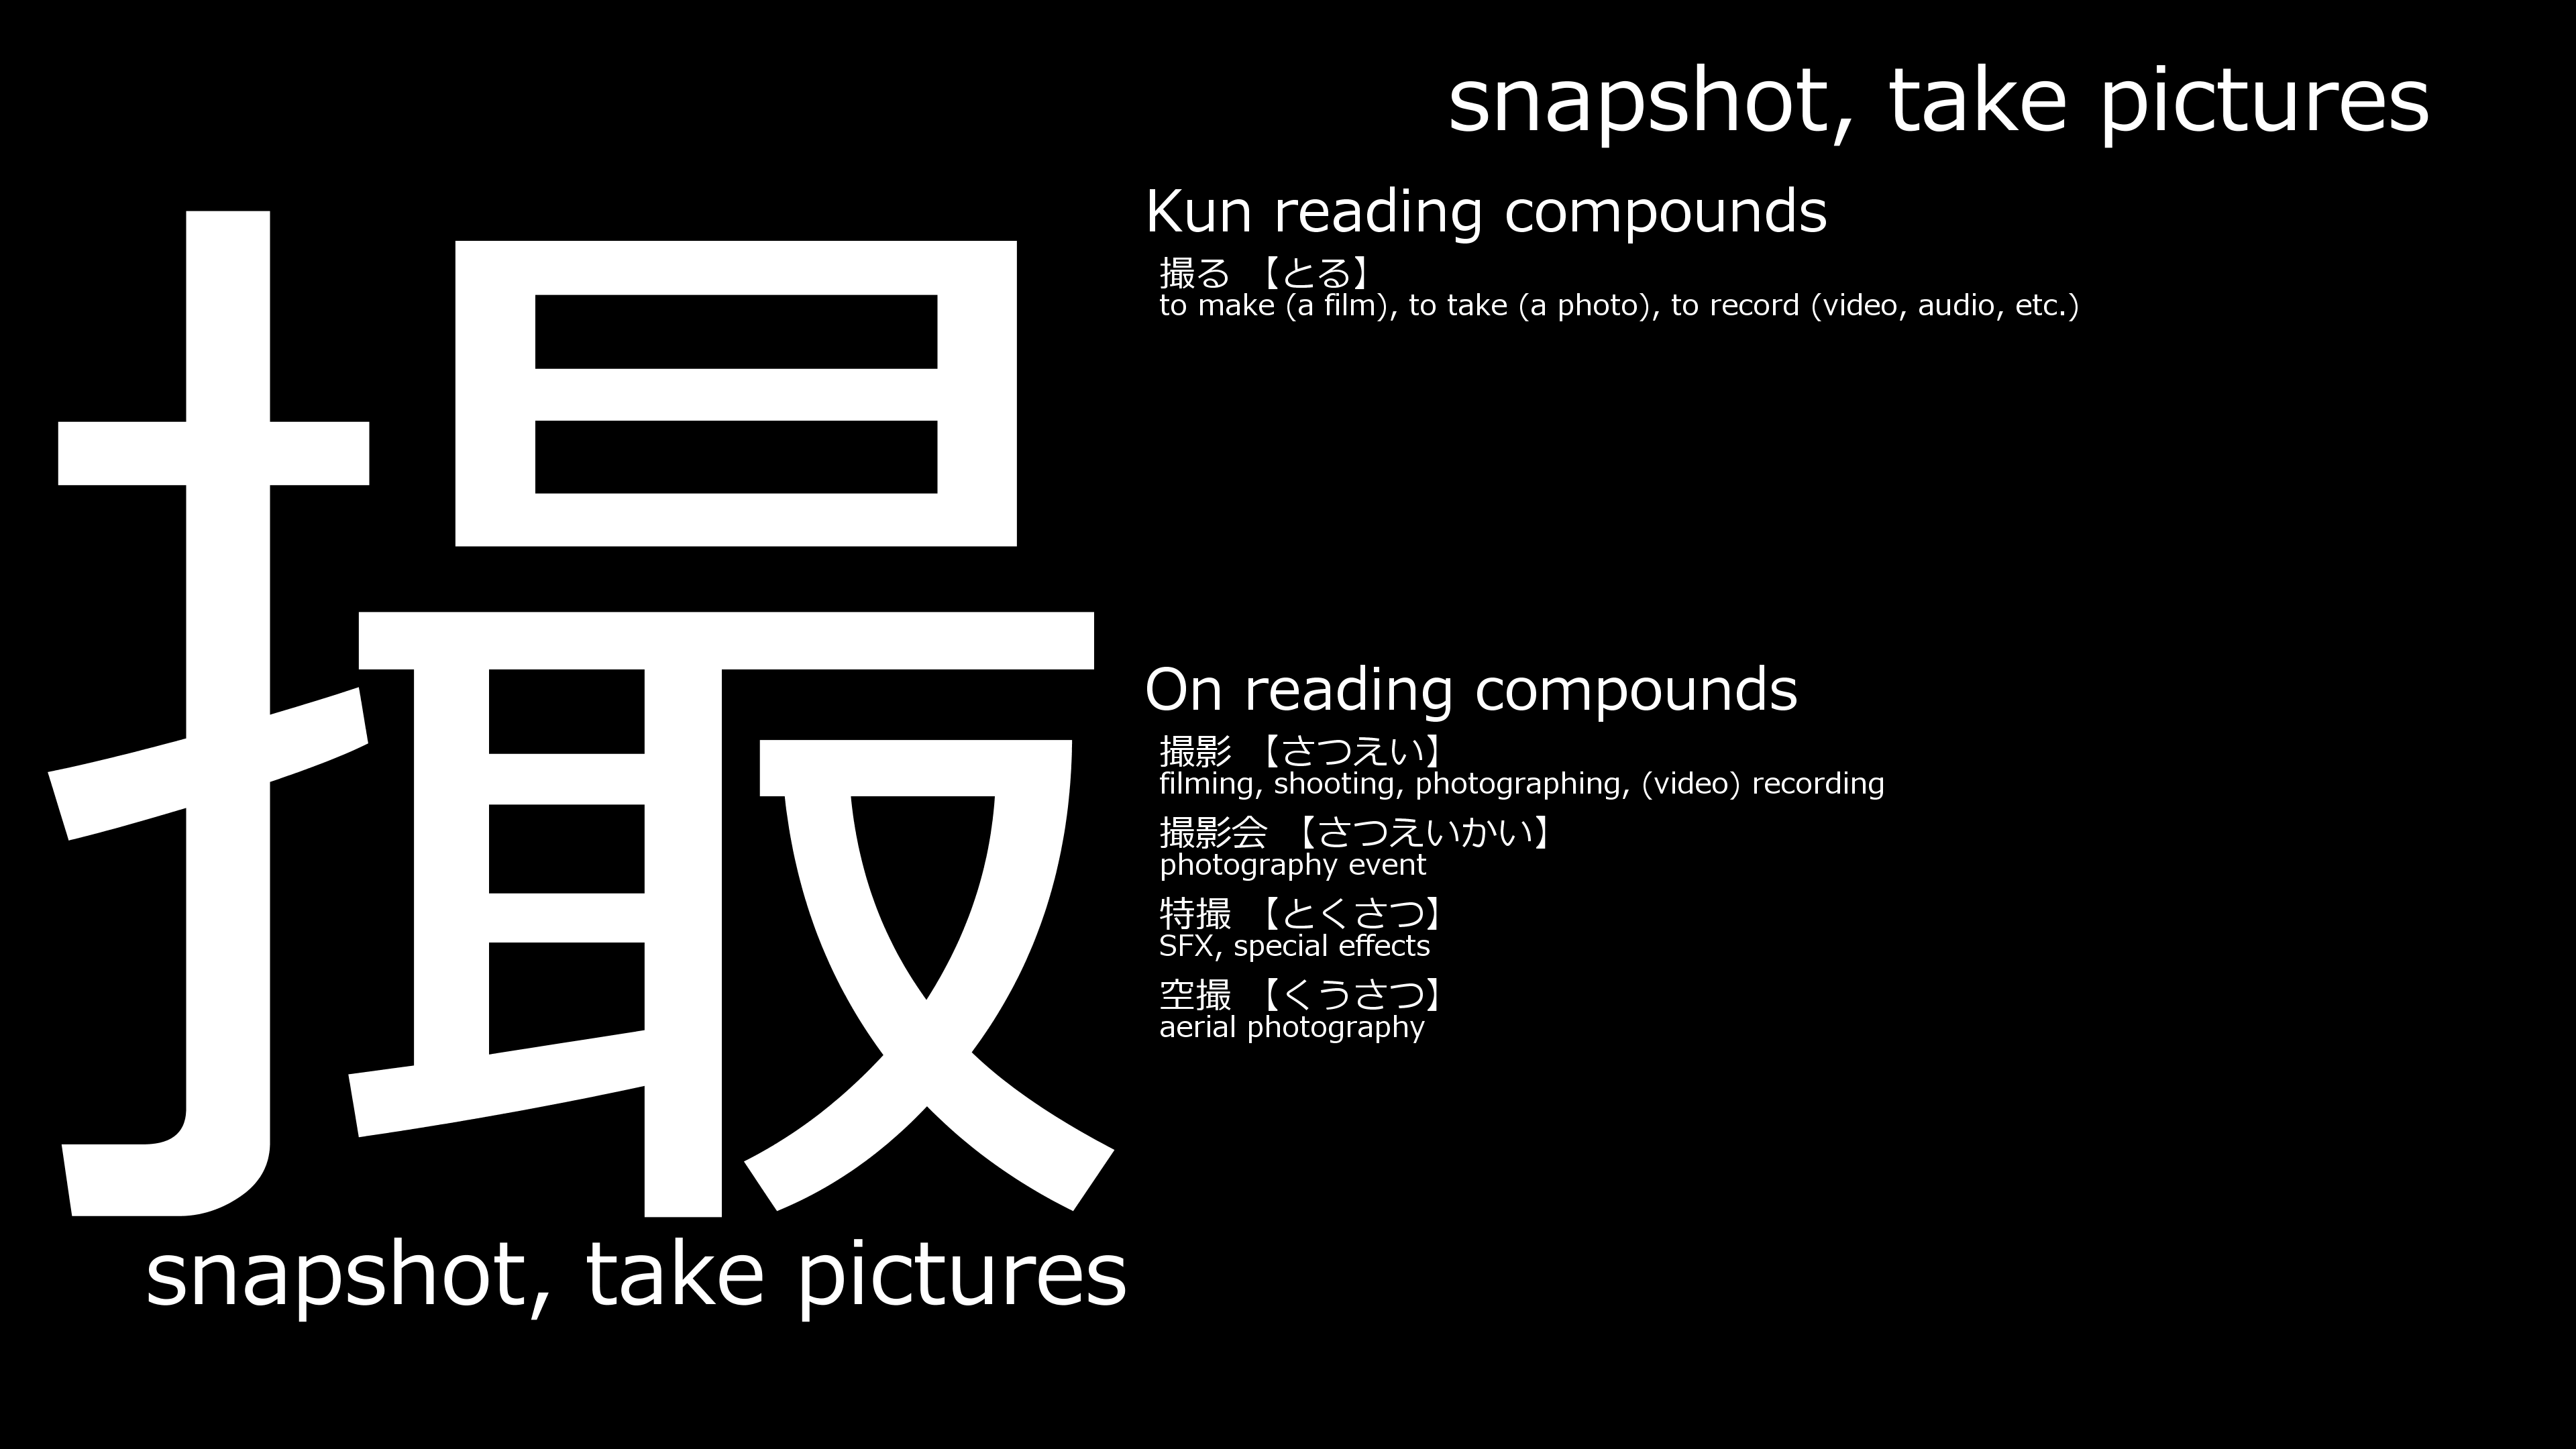 撮
snapshot, take pictures
snapshot, take pictures
Kun reading compounds
撮る 【とる】
to make (a film), to take (a photo), to record (video, audio, etc.)
On reading compounds
撮影 【さつえい】
filming, shooting, photographing, (video) recording
撮影会 【さつえいかい】
photography event
特撮 【とくさつ】
SFX, special effects
空撮 【くうさつ】
aerial photography